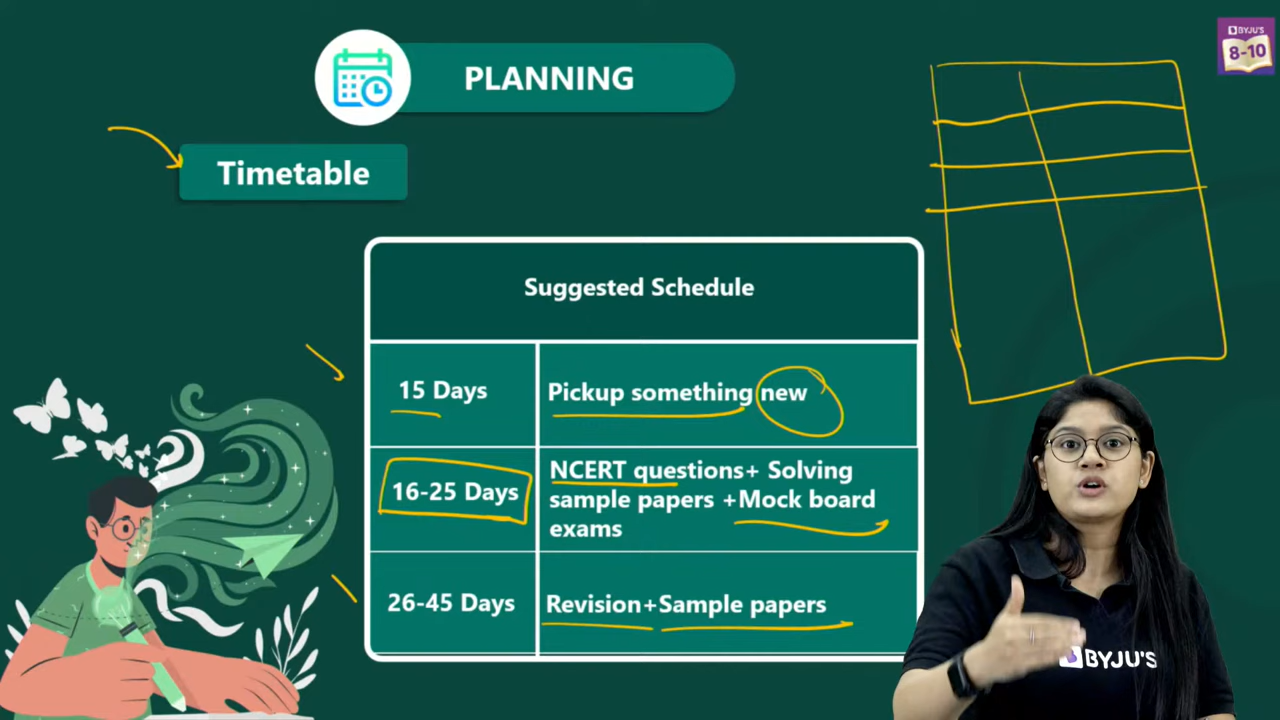 BYJU'S
8-10
PLANNING
Timetable
Suggested Schedule
15 Days
Pickup something new
16-25 Days
NCERT questions+ Solving
sample papers +Mock board
exams
26-45 Days
Revision+Sample papers
BYJU'S